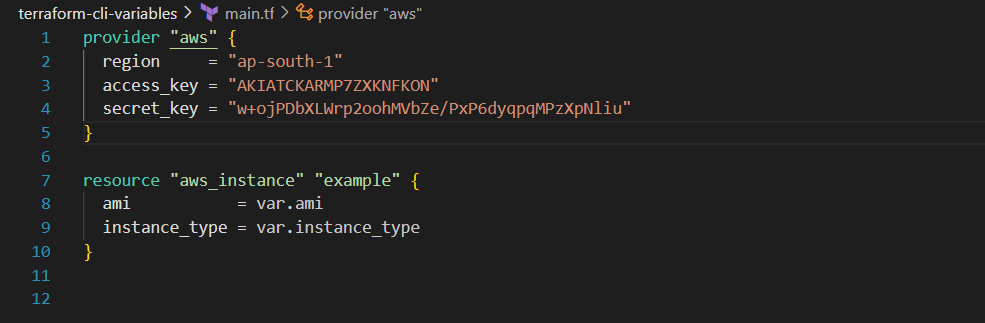 terraform-cli-variables > main.tf > provider "aws"
1 provider "aws" {
2   region     = "ap-south-1"
3   access_key = "AKIATCKARMP7ZXKNFKON"
4   secret_key = "w+ojPDbXLWrp2oohMVbZe/PxP6dyqpqMPzXpNliu"
5 }
6
7 resource "aws_instance" "example" {
8   ami           = var.ami
9   instance_type = var.instance_type
10 }
11
12